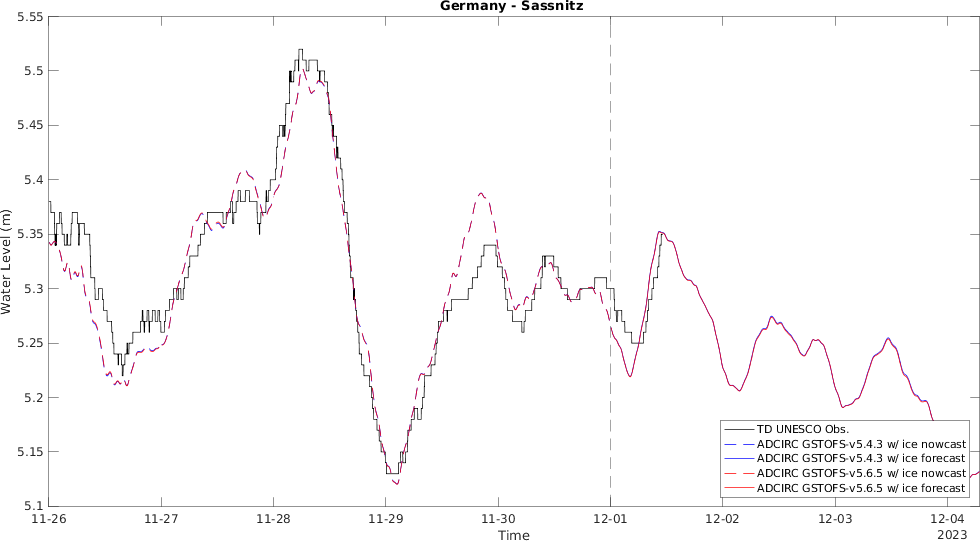 Germany - Sassnitz
5.55
5.5
5.45
5.4
5.35
5.3
5.25
5.2
5.15
5.1
Water Level (m)
11-26
11-27
11-28
11-29
11-30
12-01
12-02
12-03
12-04
2023
Time
TD UNESCO Obs.
ADCIRC GSTOFS-v5.4.3 w/ ice nowcast
ADCIRC GSTOFS-v5.4.3 w/ ice forecast
ADCIRC GSTOFS-v5.6.5 w/ ice nowcast
ADCIRC GSTOFS-v5.6.5 w/ ice forecast